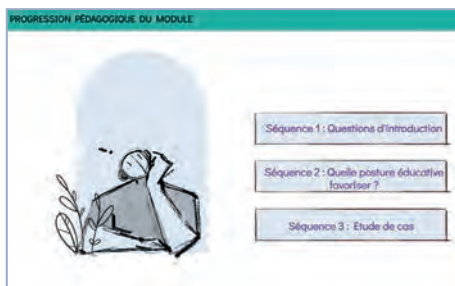 PROGRESSION PÉDAGOGIQUE DU MODULE
Séquence 1 : Questions d'introduction
Séquence 2 : Quelle posture éducative
favoriser ?
Séquence 3 : Etude de cas